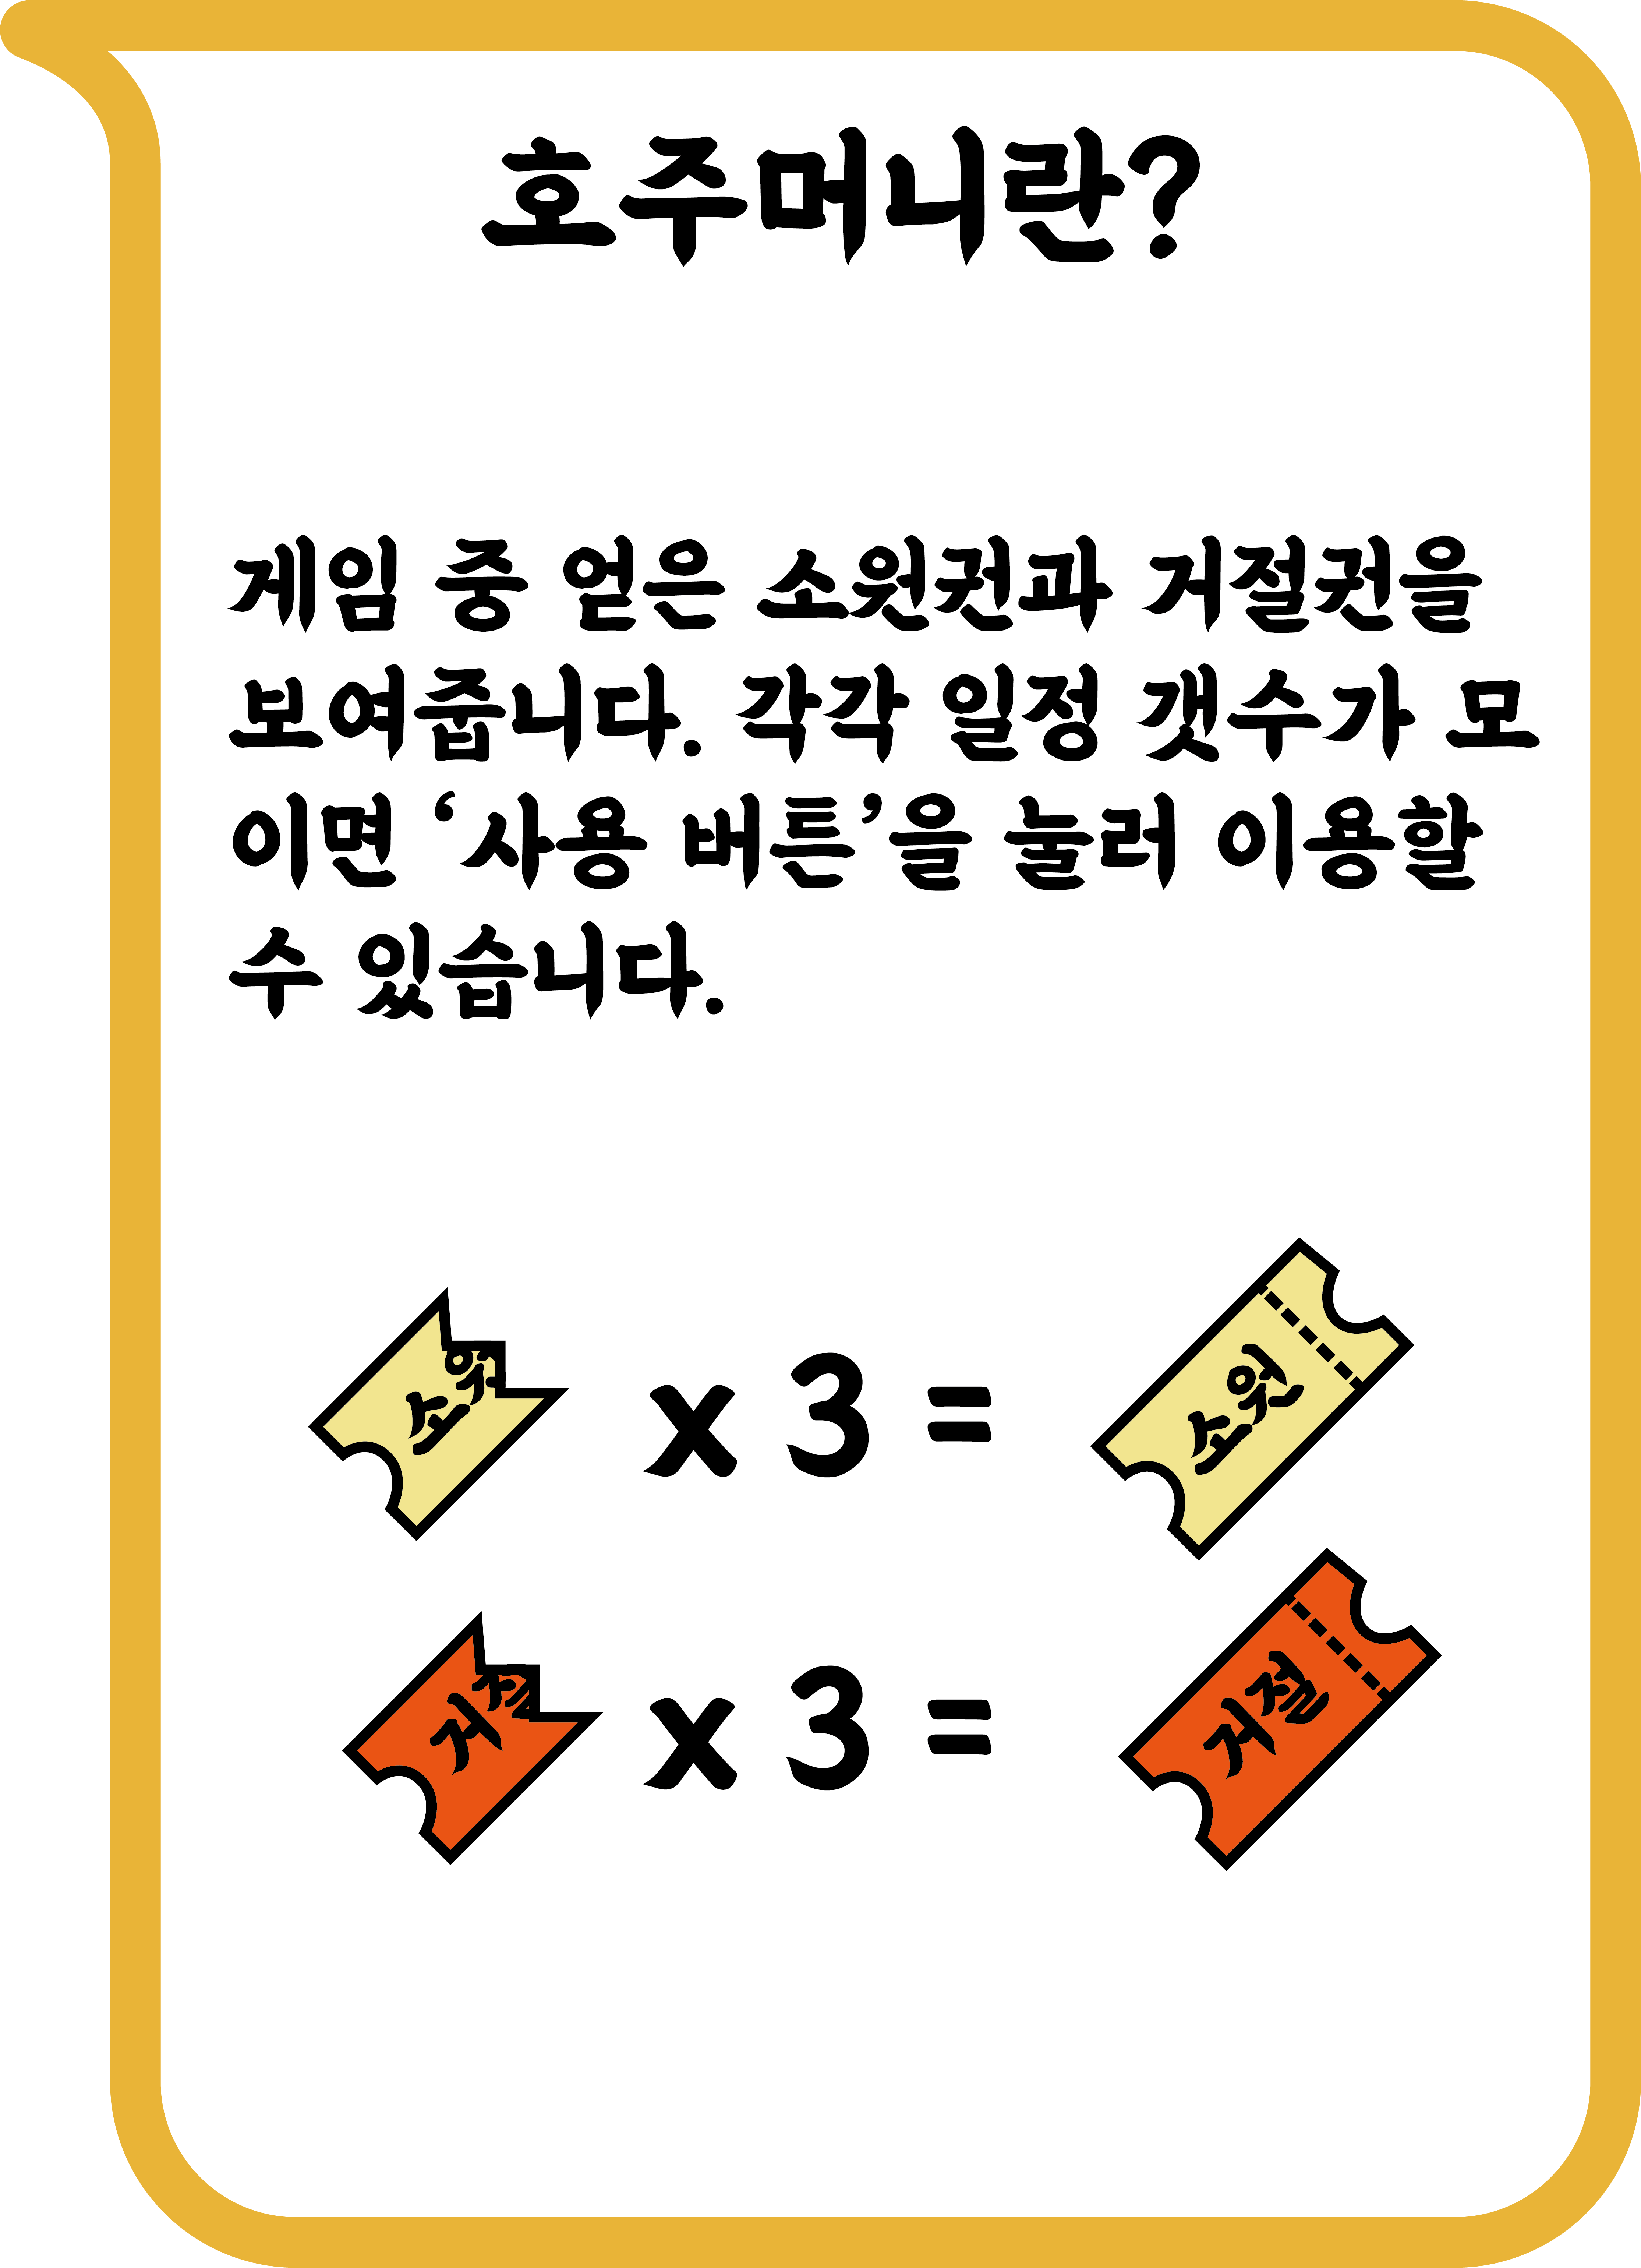 호주머니란?
게임 중 얻은 소원권과 거절권을
보여줍니다. 각각 일정 갯수가 모
이면 ‘사용 버튼’을 눌러 이용할
수 있습니다.
소원 x 3 = 소원
거절 x 3 = 거절